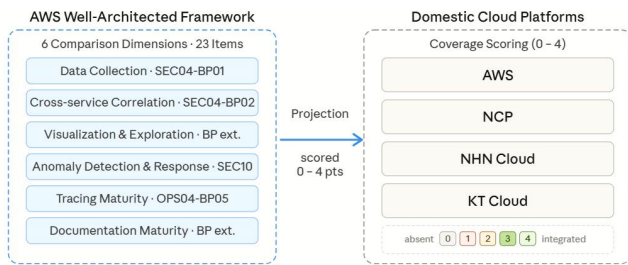 AWS Well-Architected Framework
6 Comparison Dimensions · 23 Items
Data Collection · SEC04-BP01
Cross-service Correlation · SEC04-BP02
Visualization & Exploration · BP ext.
Anomaly Detection & Response · SEC10
Tracing Maturity · OPS04-BP05
Documentation Maturity · BP ext.
Projection
scored
0 – 4 pts
Domestic Cloud Platforms
Coverage Scoring (0 – 4)
AWS
NCP
NHN Cloud
KT Cloud
absent 0 1 2 3 4 integrated